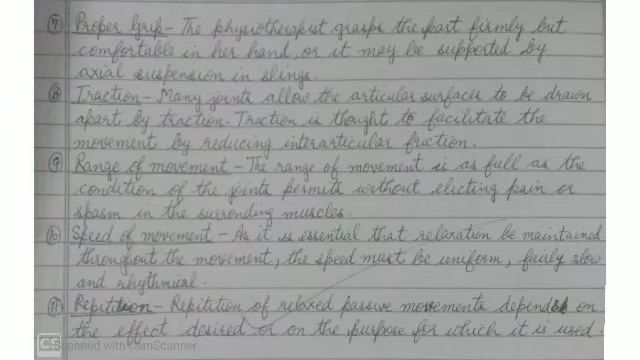 ⑦ Proper Grip - The physiotherapist grasps the part firmly but
comfortable in her hand, or it may be supported by
axial suspension in slings.
⑧ Traction - Many joints allow the articular surfaces to be drawn
apart by traction. Traction is thought to facilitate the
movement by reducing interarticular friction.
⑨ Range of movement - The range of movement is as full as the
condition of the joints permits without elicting pain or
spasm in the surronding muscles.
⑩ Speed of movement - As it is essential that relaxation be maintained
throughout the movement, the speed must be uniform, fairly slow
and rhythmical.
⑪ Repitition - Repitition of relaxed passive movements depends on
the effect desired or on the purpose for which it is used.
CS Scanned with CamScanner